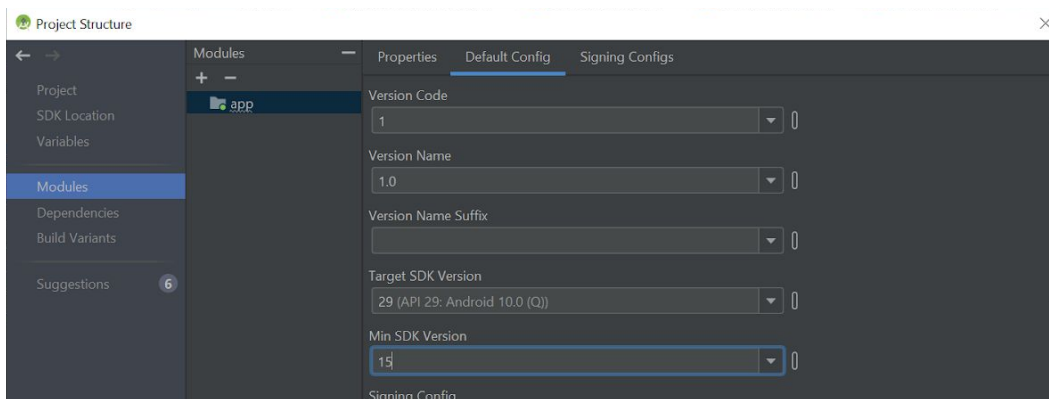 Project Structure
Modules
Properties Default Config Signing Configs
Project
SDK Location
Variables
Modules
Dependencies
Build Variants
Suggestions 6
app
Version Code
1
Version Name
1.0
Version Name Suffix
Target SDK Version
29 (API 29: Android 10.0 (Q))
Min SDK Version
15
Signing Config